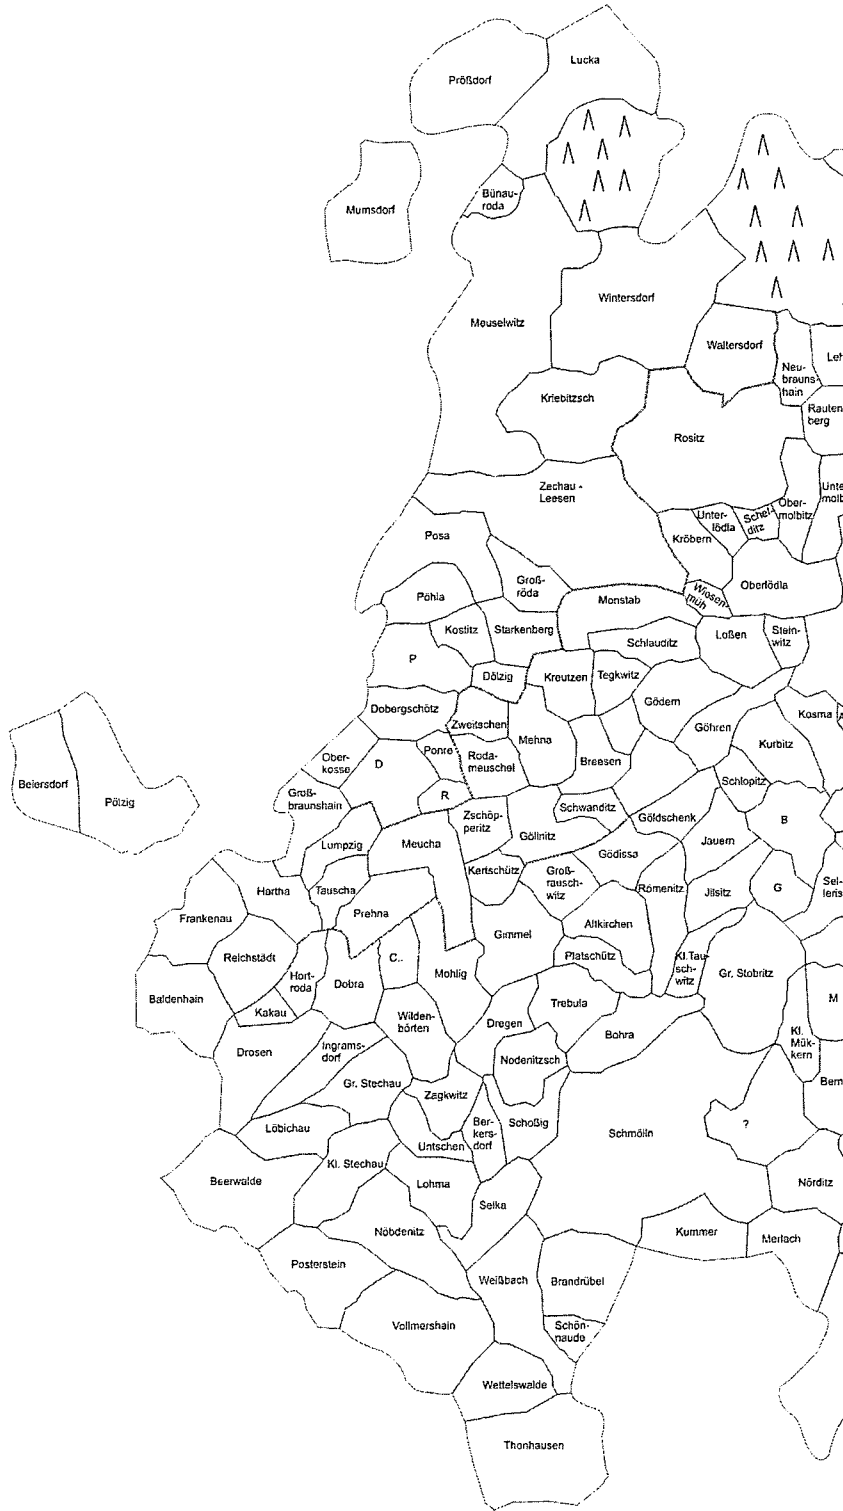 Lucka
Prößdorf
Bünau-
roda
Mumsdorf
Wintersdorf
Meuselwitz
Waltersdorf
Leh
Neu-
brauns-
hain
Kriebitzsch
Rauten
berg
Rositz
Zechau -
Leesen
Ober-
molbitz
Unte
molb
Unter-
lödla
Schel-
ditz
Posa
Kröbern
Groß-
röda
Oberlödla
Pöhla
Wiesen
müh
Monstab
Kostitz
Starkenberg
Schlauditz
Loßen
Stein-
witz
P
Dölzig
Kreutzen
Tegkwitz
Dobergschötz
Gödern
Kosma
Zweitschen
Göhren
Mehna
Kurbitz
Ober-
kosse
D
Ponre
Roda-
meuschel
Breesen
Beiersdorf
Pölzig
Groß-
braunshain
R
Schlopitz
Zschöp-
peritz
Schwanditz
Göldschenk
B
Lumpzig
Meucha
Göllnitz
Jauern
Gödissa
Hartha
Tauscha
Kertschütz
Groß-
rausch-
witz
Römenitz
Jilsitz
G
Sel-
leris
Frankenau
Prehna
Altkirchen
Gimmel
Reichstädt
C..
Mohlig
Platschütz
Kl.Tau-
sch-
witz
Gr. Stobritz
Hort-
roda
Dobra
Baldenhain
Trebula
M
Kakau
Wilden-
börten
Dregen
Bohra
Kl.
Mük-
kern
Drosen
Ingrams-
dorf
Nodenitzsch
Gr. Stechau
Bern
Zagkwitz
Löbichau
Ber-
kers-
dorf
Schoßig
?
Schmölln
Untschen
Kl. Stechau
Beerwalde
Lohma
Nörditz
Selka
Nöbdenitz
Kummer
Merlach
Posterstein
Weißbach
Brandrübel
Vollmershain
Schön-
naude
Wettelswalde
Thonhausen